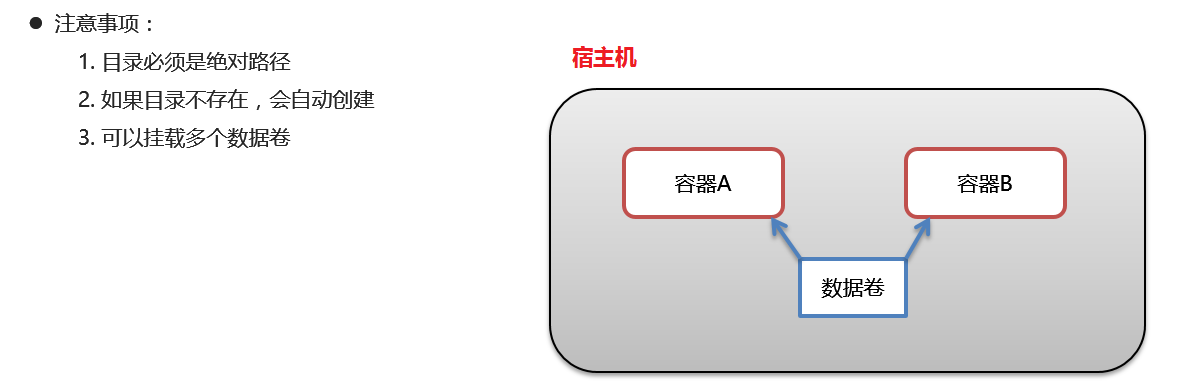 ● 注意事项：
1. 目录必须是绝对路径
2. 如果目录不存在，会自动创建
3. 可以挂载多个数据卷
宿主机
容器A
容器B
数据卷